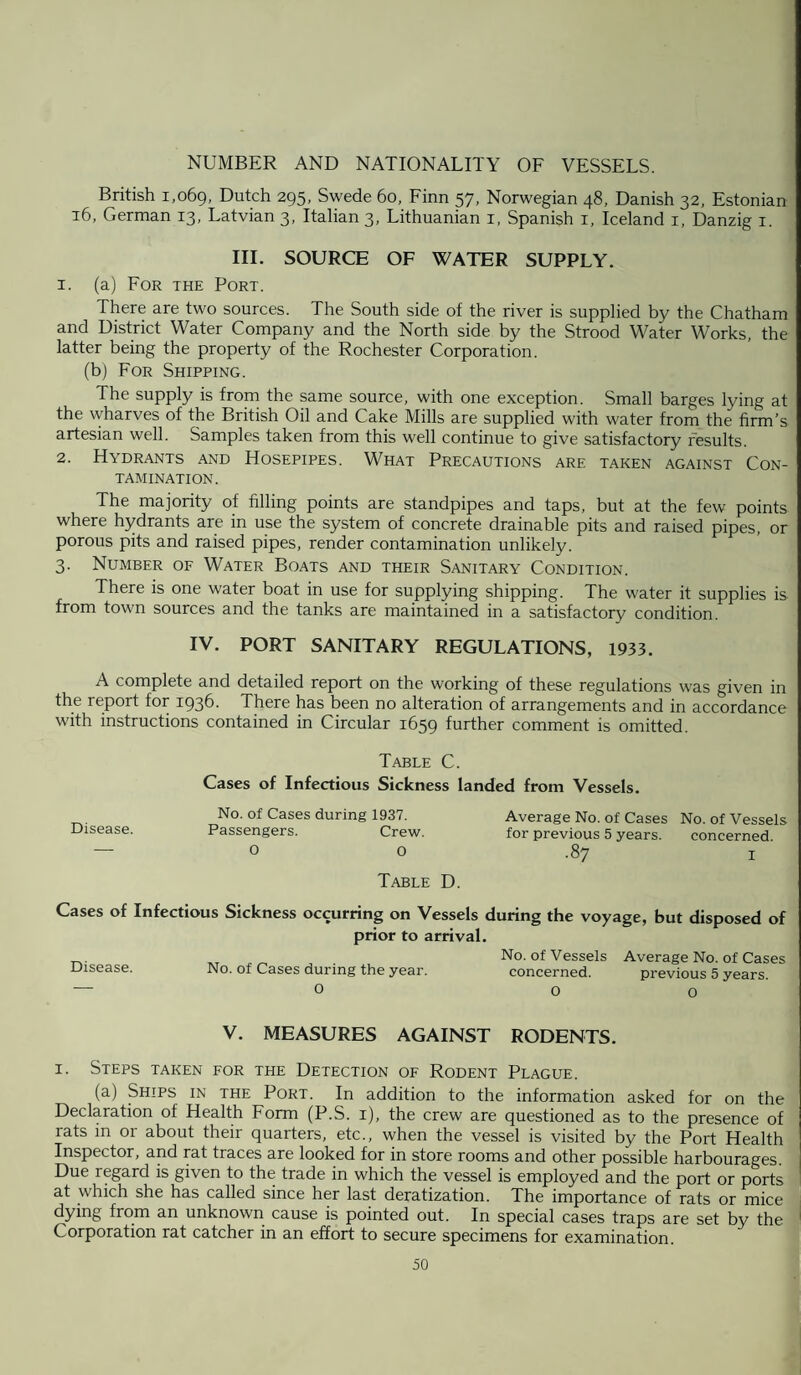 NUMBER AND NATIONALITY OF VESSELS.
British 1,069, Dutch 295, Swede 60, Finn 57, Norwegian 48, Danish 32, Estonian
16, German 13, Latvian 3, Italian 3, Lithuanian 1, Spanish 1, Iceland 1, Danzig 1.
III. SOURCE OF WATER SUPPLY.
1. (a) For the Port.
There are two sources. The South side of the river is supplied by the Chatham
and District Water Company and the North side by the Strood Water Works, the
latter being the property of the Rochester Corporation.
(b) For Shipping.
The supply is from the same source, with one exception. Small barges lying at
the wharves of the British Oil and Cake Mills are supplied with water from the firm's
artesian well. Samples taken from this well continue to give satisfactory results.
2. Hydrants and Hosepipes. What Precautions are taken against Con-
tamination.
The majority of filling points are standpipes and taps, but at the few points
where hydrants are in use the system of concrete drainable pits and raised pipes, or
porous pits and raised pipes, render contamination unlikely.
3. Number of Water Boats and their Sanitary Condition.
There is one water boat in use for supplying shipping. The water it supplies is
from town sources and the tanks are maintained in a satisfactory condition.
IV. PORT SANITARY REGULATIONS, 1933.
A complete and detailed report on the working of these regulations was given in
the report for 1936. There has been no alteration of arrangements and in accordance
with instructions contained in Circular 1659 further comment is omitted.
Table C.
Cases of Infectious Sickness landed from Vessels.
No. of Cases during 1937. Average No. of Cases No. of Vessels
Disease. Passengers. Crew. for previous 5 years. concerned.
— 0 0 .87 1
Table D.
Cases of Infectious Sickness occurring on Vessels during the voyage, but disposed of
prior to arrival.
No. of Vessels Average No. of Cases
Disease. No. of Cases during the year. concerned. previous 5 years.
— 0 0 0
V. MEASURES AGAINST RODENTS.
1. Steps taken for the Detection of Rodent Plague.
(a) Ships in the Port. In addition to the information asked for on the
Declaration of Health Form (P.S. 1), the crew are questioned as to the presence of
rats in or about their quarters, etc., when the vessel is visited by the Port Health
Inspector, and rat traces are looked for in store rooms and other possible harbourages.
Due regard is given to the trade in which the vessel is employed and the port or ports
at which she has called since her last deratization. The importance of rats or mice
dying from an unknown cause is pointed out. In special cases traps are set by the
Corporation rat catcher in an effort to secure specimens for examination.
50